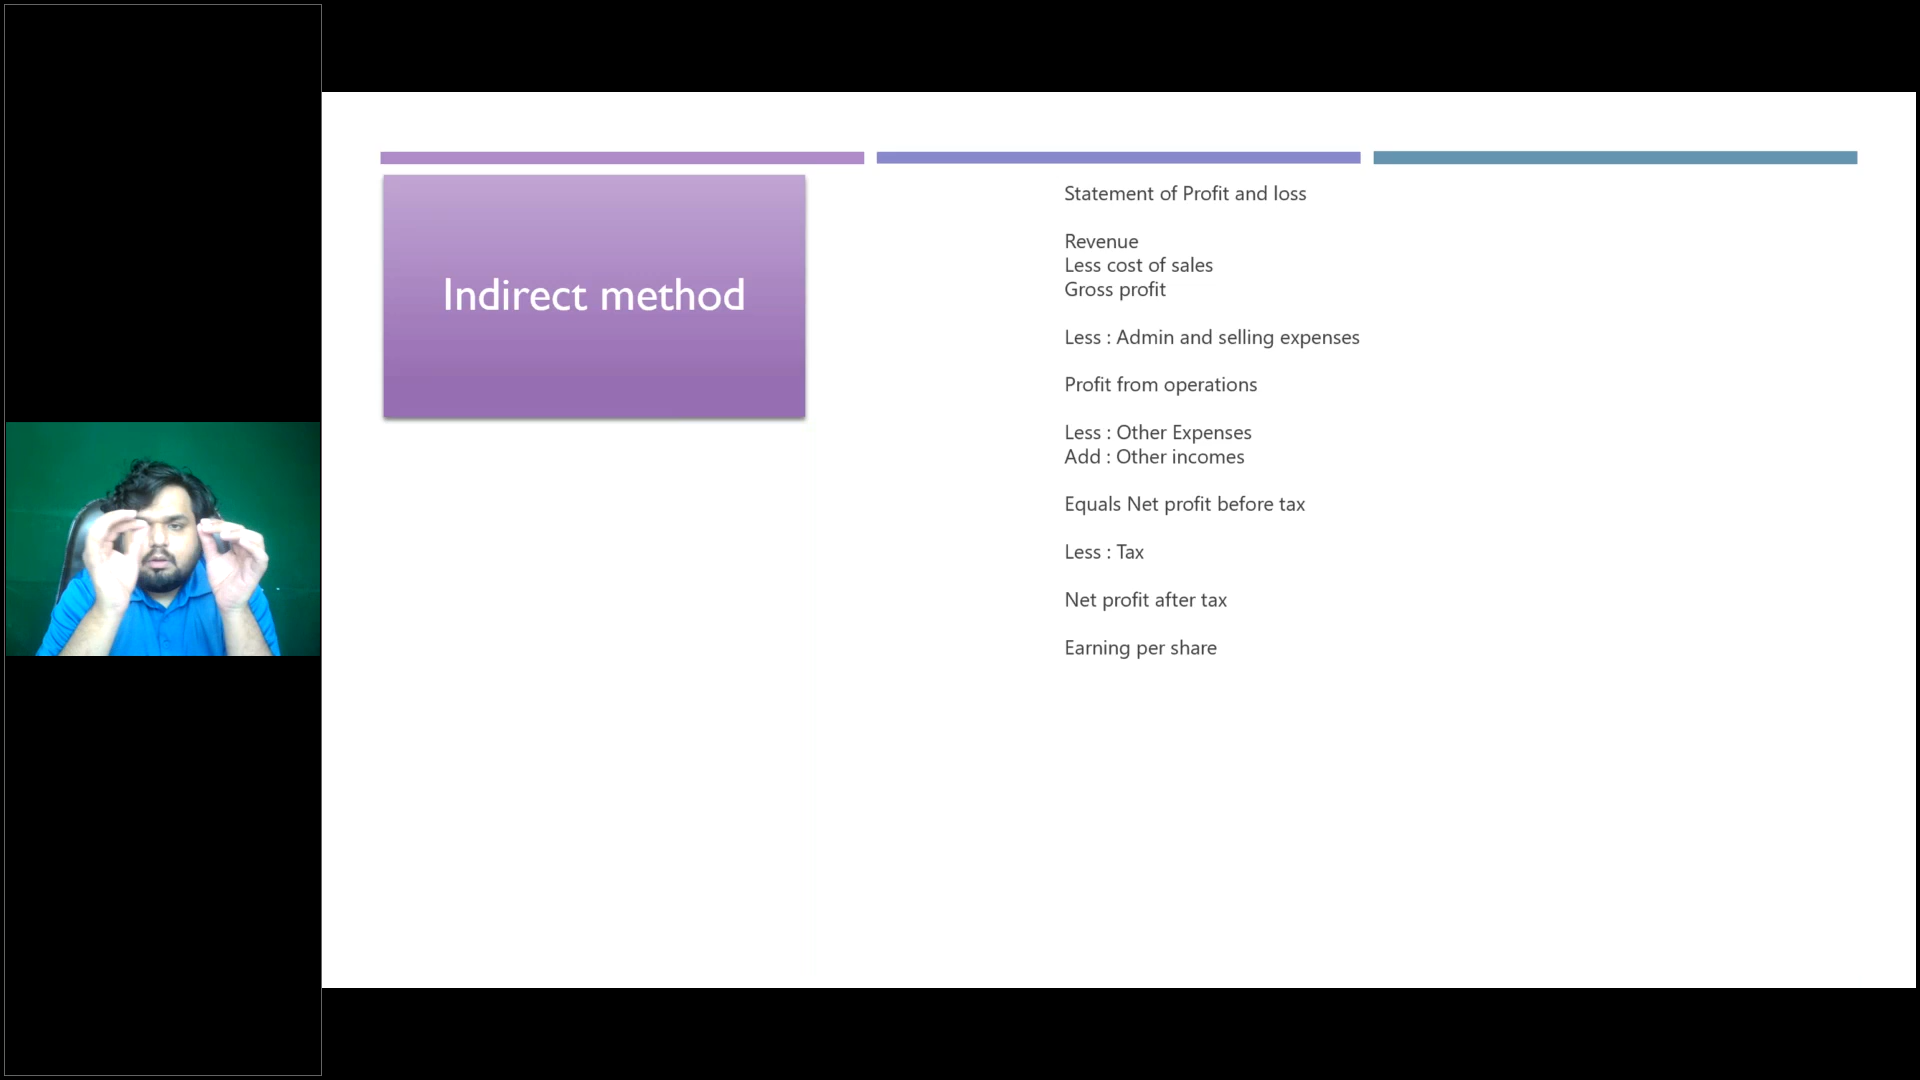 Indirect method
Statement of Profit and loss
Revenue
Less cost of sales
Gross profit
Less : Admin and selling expenses
Profit from operations
Less : Other Expenses
Add : Other incomes
Equals Net profit before tax
Less : Tax
Net profit after tax
Earning per share